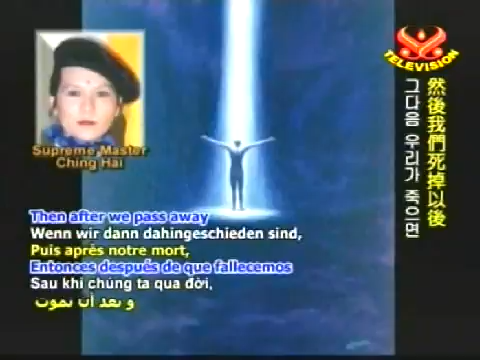 Supreme Master
Ching Hai
TELEVISION
然後我們死掉以後
그다음 우리가 죽으면
Then after we pass away
Wenn wir dann dahingeschieden sind,
Puis après notre mort,
Entonces después de que fallecemos
Sau khi chúng ta qua đời,
و بعد أن نموت